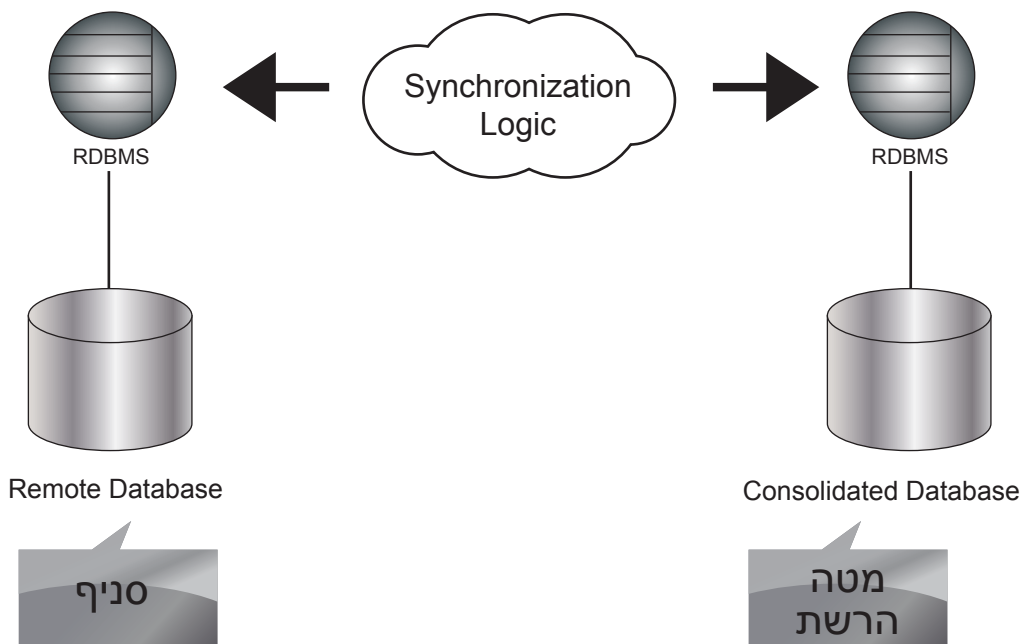 Synchronization
Logic
RDBMS
RDBMS
Remote Database
Consolidated Database
סניף
מטה
הרשת